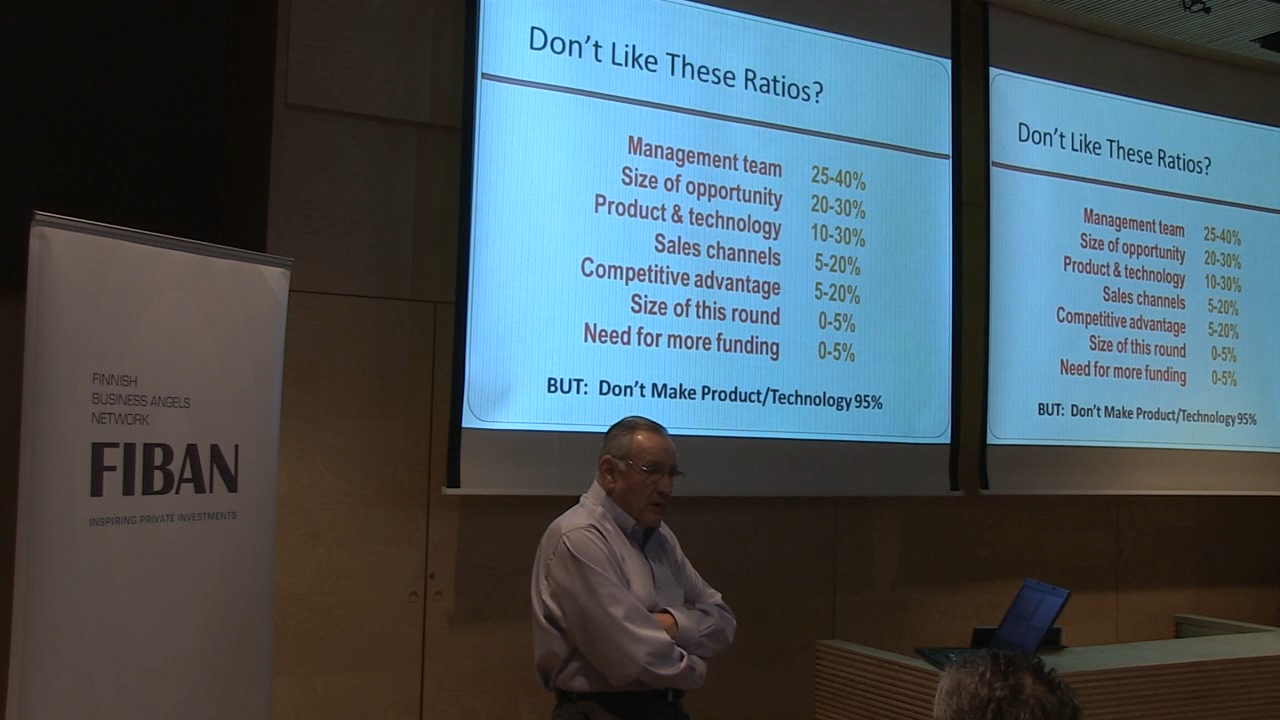 Don't Like These Ratios?
Management team 25-40%
Size of opportunity 20-30%
Product & technology 10-30%
Sales channels 5-20%
Competitive advantage 5-20%
Size of this round 0-5%
Need for more funding 0-5%
BUT: Don't Make Product/Technology 95%
Don't Like These Ratios?
Management team 25-40%
Size of opportunity 20-30%
Product & technology 10-30%
Sales channels 5-20%
Competitive advantage 5-20%
Size of this round 0-5%
Need for more funding 0-5%
BUT: Don't Make Product/Technology 95%
FINNISH
BUSINESS ANGELS
NETWORK
FIBAN
INSPIRING PRIVATE INVESTMENTS